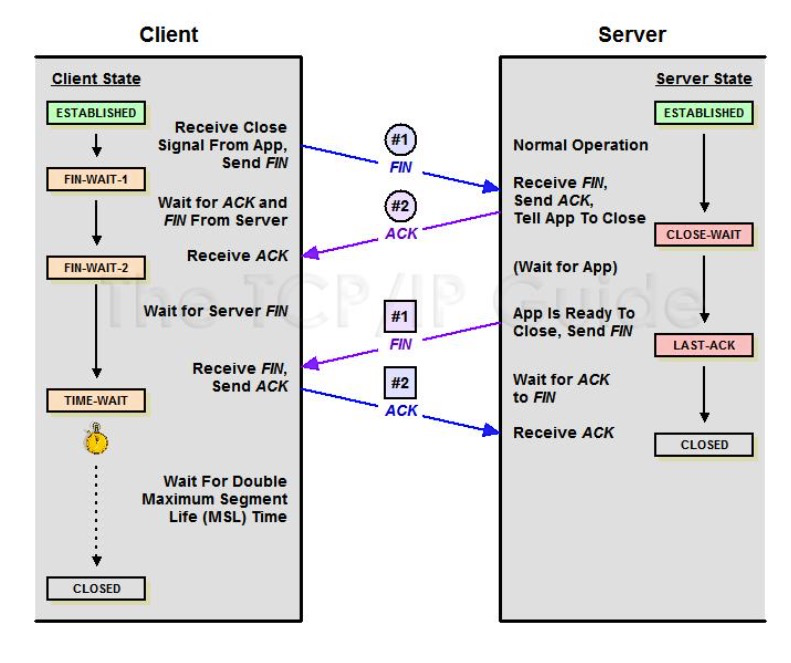 Client
Server
Client State
ESTABLISHED
FIN-WAIT-1
FIN-WAIT-2
TIME-WAIT
CLOSED
Receive Close
Signal From App,
Send FIN
Wait for ACK and
FIN From Server
Receive ACK
Wait for Server FIN
Receive FIN,
Send ACK
Wait For Double
Maximum Segment
Life (MSL) Time
#1
FIN
#2
ACK
#1
FIN
#2
ACK
The TCP/IP Guide
Normal Operation
Receive FIN,
Send ACK,
Tell App To Close
(Wait for App)
App Is Ready To
Close, Send FIN
Wait for ACK
to FIN
Receive ACK
Server State
ESTABLISHED
CLOSE-WAIT
LAST-ACK
CLOSED